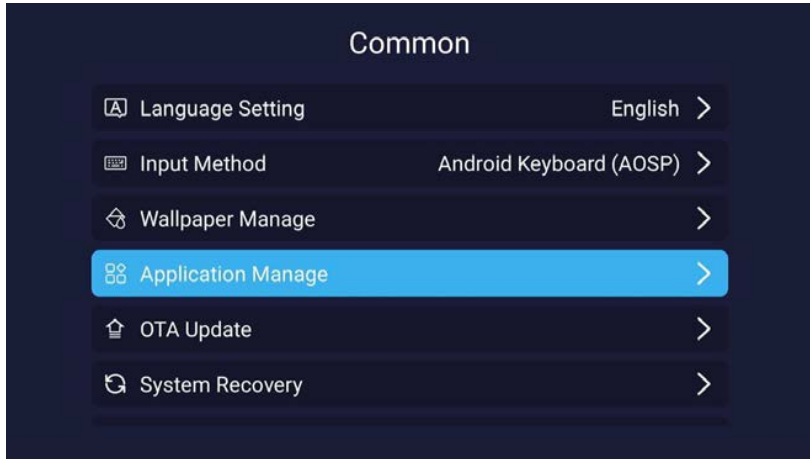 Common
Language Setting English
Input Method Android Keyboard (AOSP)
Wallpaper Manage
Application Manage
OTA Update
System Recovery